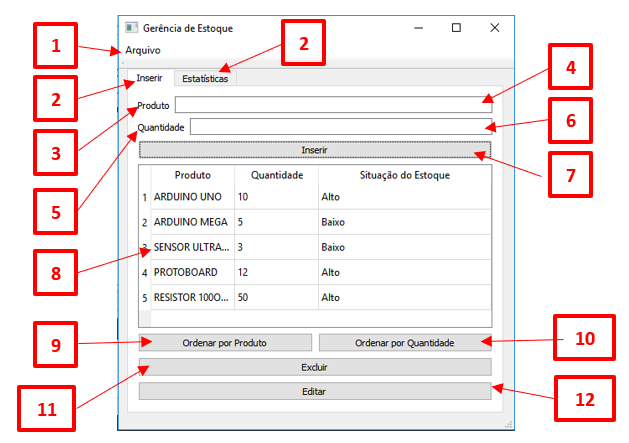 Gerência de Estoque
1
Arquivo
2
2
Inserir Estatísticas
4
Produto
3
Quantidade
6
5
Inserir
7
Produto Quantidade Situação do Estoque
1 ARDUINO UNO 10 Alto
2 ARDUINO MEGA 5 Baixo
3 SENSOR ULTRA... 3 Baixo
8
4 PROTOBOARD 12 Alto
5 RESISTOR 100O... 50 Alto
9
Ordenar por Produto Ordenar por Quantidade
10
Excluir
11
Editar
12